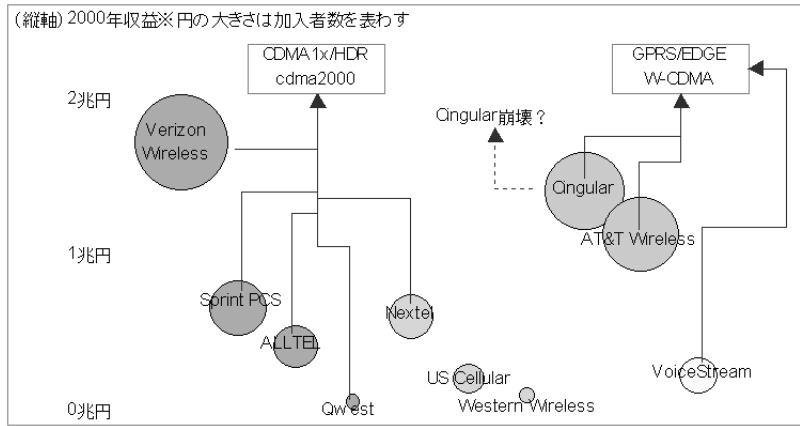 (縦軸) 2000年収益※円の大きさは加入者数を表わす
CDMA1x/HDR
cdma2000
GPRS/EDGE
W-CDMA
2兆円
Verizon
Wireless
Cingular崩壊？
Cingular
AT&T Wireless
1兆円
Sprint PCS
Nextel
ALLTEL
US Cellular
VoiceStream
0兆円
Qwest
Western Wireless